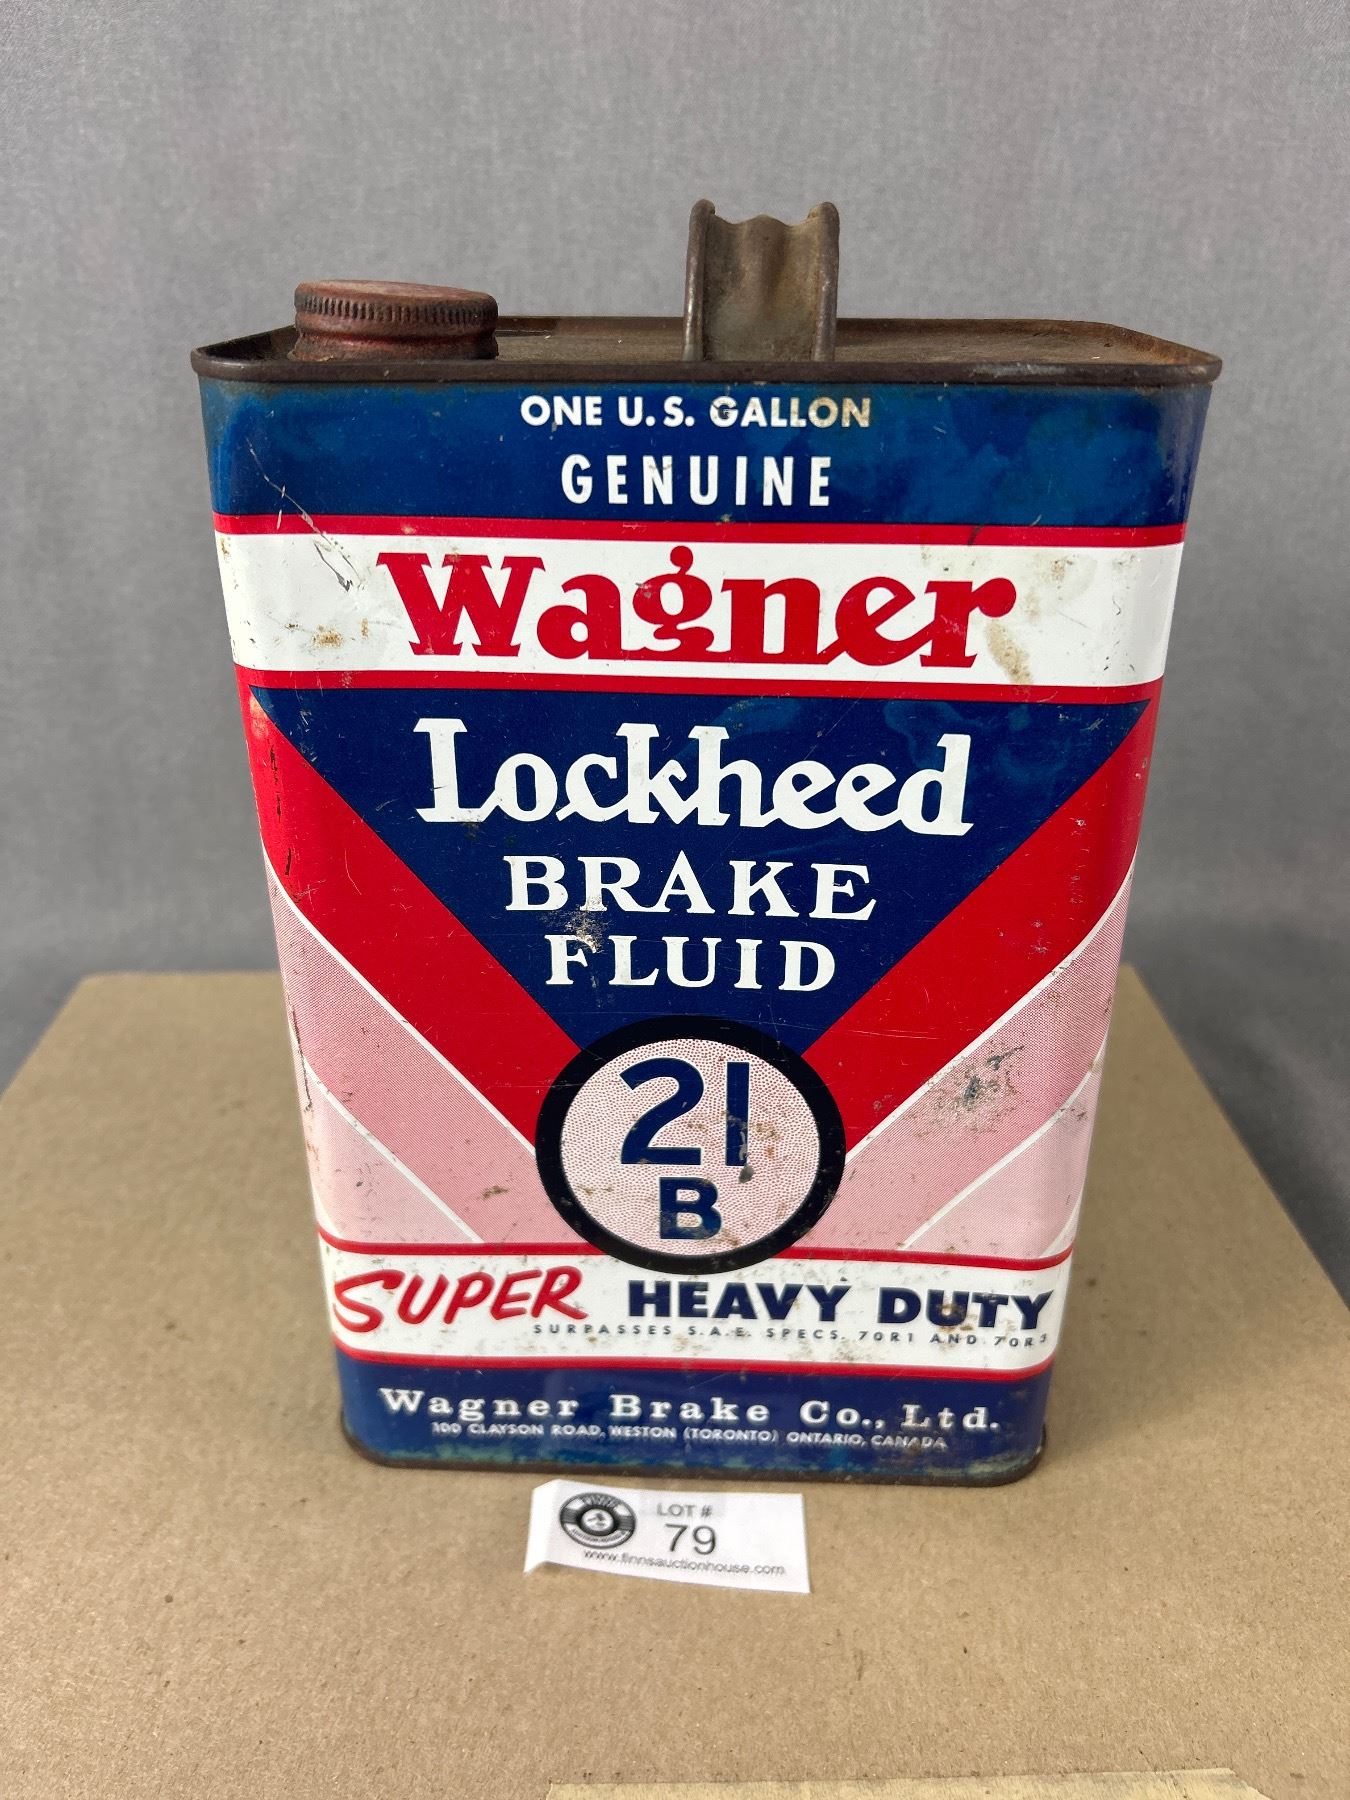 ONE U.S. GALLON
GENUINE
Wagner
Lockheed
BRAKE
FLUID
21
B
SUPER HEAVY DUTY
SURPASSES S.A.E. SPECS. 70R1 AND 70R3
Wagner Brake Co., Ltd.
100 CLAYSON ROAD, WESTON (TORONTO) ONTARIO, CANADA
LOT #
79
www.finnsauctionhouse.com